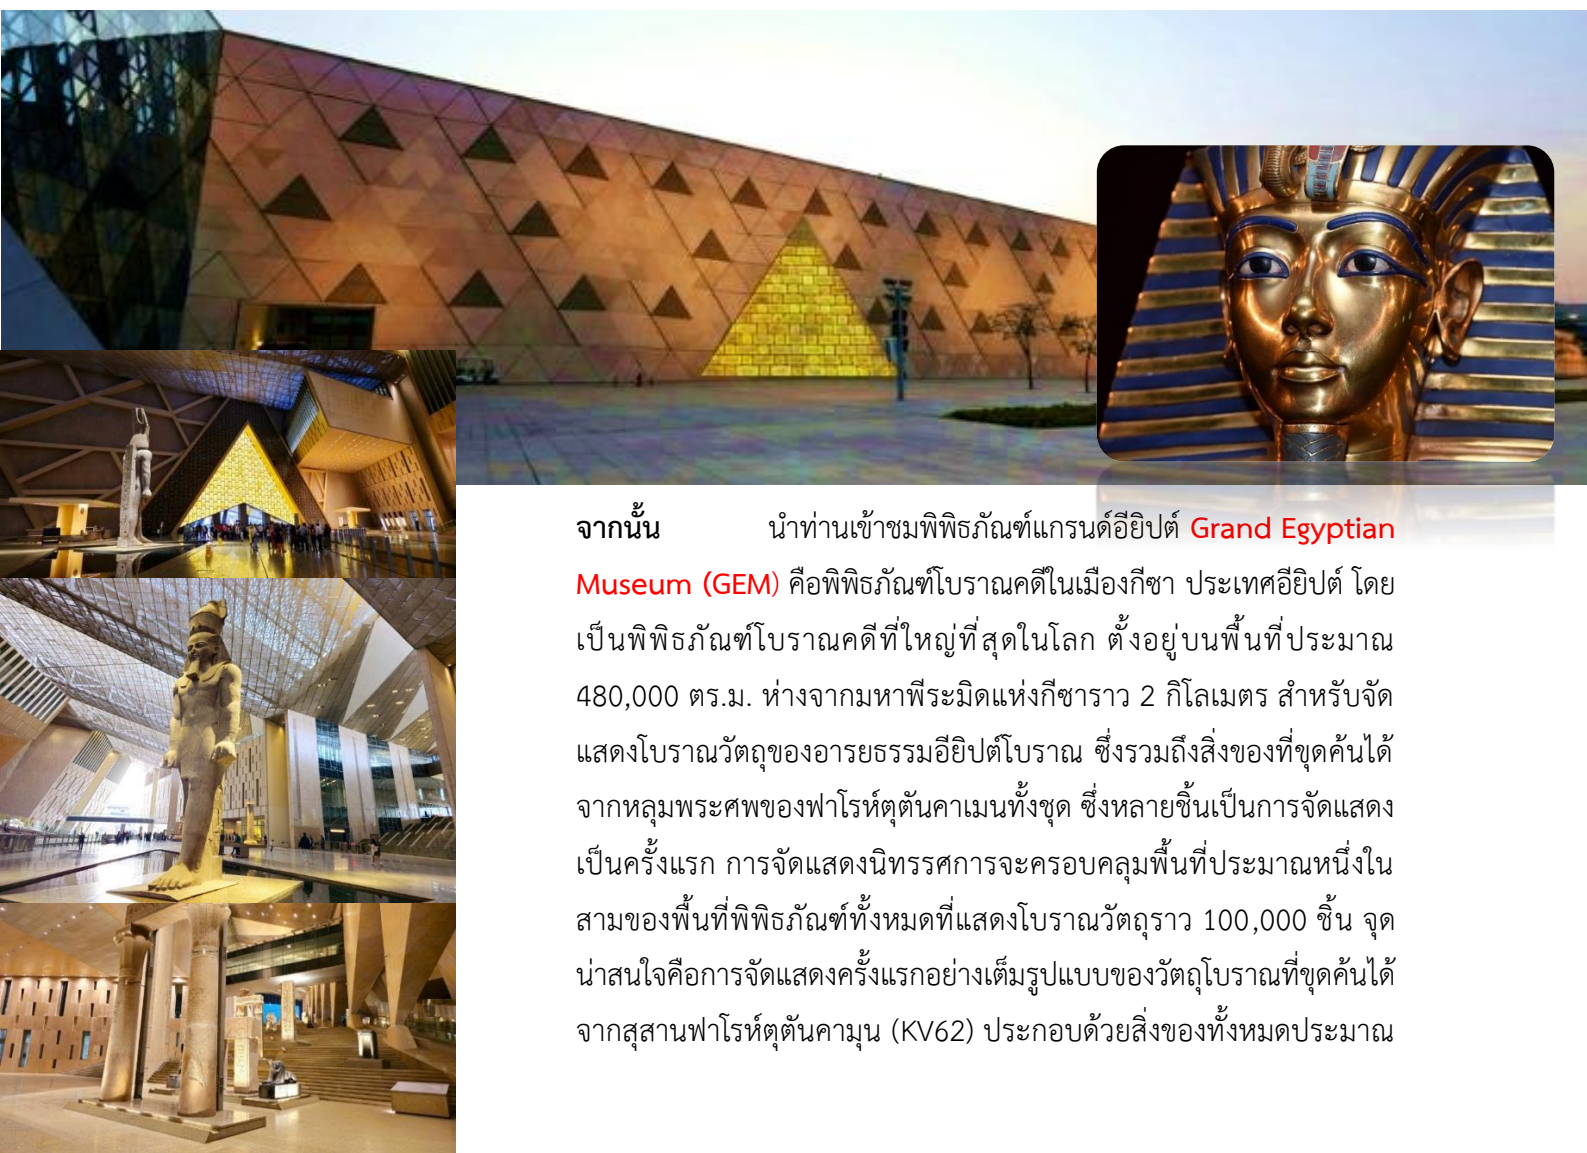 จากนั้น นำท่านเข้าชมพิพิธภัณฑ์แกรนด์อียิปต์ Grand Egyptian
Museum (GEM) คือพิพิธภัณฑ์โบราณคดีในเมืองกีซา ประเทศอียิปต์ โดย
เป็นพิพิธภัณฑ์โบราณคดีที่ใหญ่ที่สุดในโลก ตั้งอยู่บนพื้นที่ประมาณ
480,000 ตร.ม. ห่างจากมหาพีระมิดแห่งกีซาราว 2 กิโลเมตร สำหรับจัด
แสดงโบราณวัตถุของอารยธรรมอียิปต์โบราณ ซึ่งรวมถึงสิ่งของที่ขุดค้นได้
จากหลุมพระศพของฟาโรห์ตุตันคาเมนทั้งชุด ซึ่งหลายชิ้นเป็นการจัดแสดง
เป็นครั้งแรก การจัดแสดงนิทรรศการจะครอบคลุมพื้นที่ประมาณหนึ่งใน
สามของพื้นที่พิพิธภัณฑ์ทั้งหมดที่แสดงโบราณวัตถุราว 100,000 ชิ้น จุด
น่าสนใจคือการจัดแสดงครั้งแรกอย่างเต็มรูปแบบของวัตถุโบราณที่ขุดค้นได้
จากสุสานฟาโรห์ตุตันคามุน (KV62) ประกอบด้วยสิ่งของทั้งหมดประมาณ